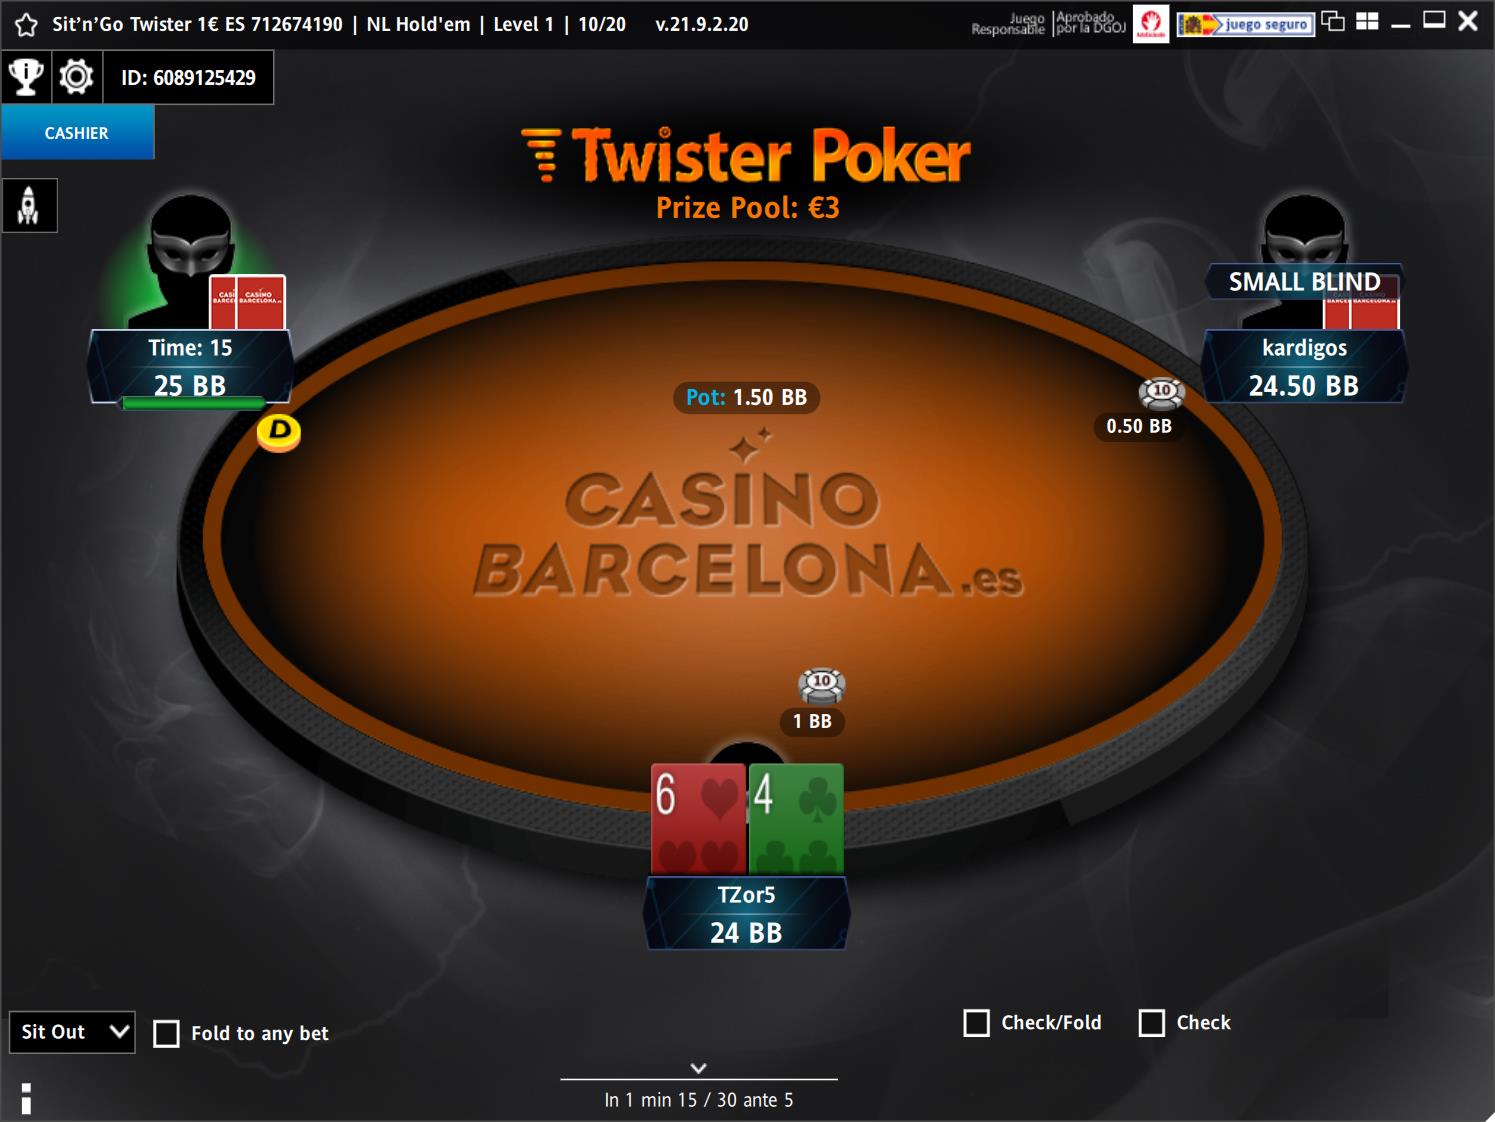 Sit'n'Go Twister 1€ ES 712674190 | NL Hold'em | Level 1 | 10/20 v.21.9.2.20
Juego Responsable
Aprobado por la DGOJ
juego seguro
ID: 6089125429
CASHIER
Twister Poker
Prize Pool: €3
CASINO BARCELONA.es
Time: 15
25 BB
D
SMALL BLIND
kardigos
24.50 BB
Pot: 1.50 BB
10
0.50 BB
CASINO
BARCELONA.es
10
1 BB
6
4
TZor5
24 BB
Sit Out
Fold to any bet
Check/Fold
Check
In 1 min 15 / 30 ante 5